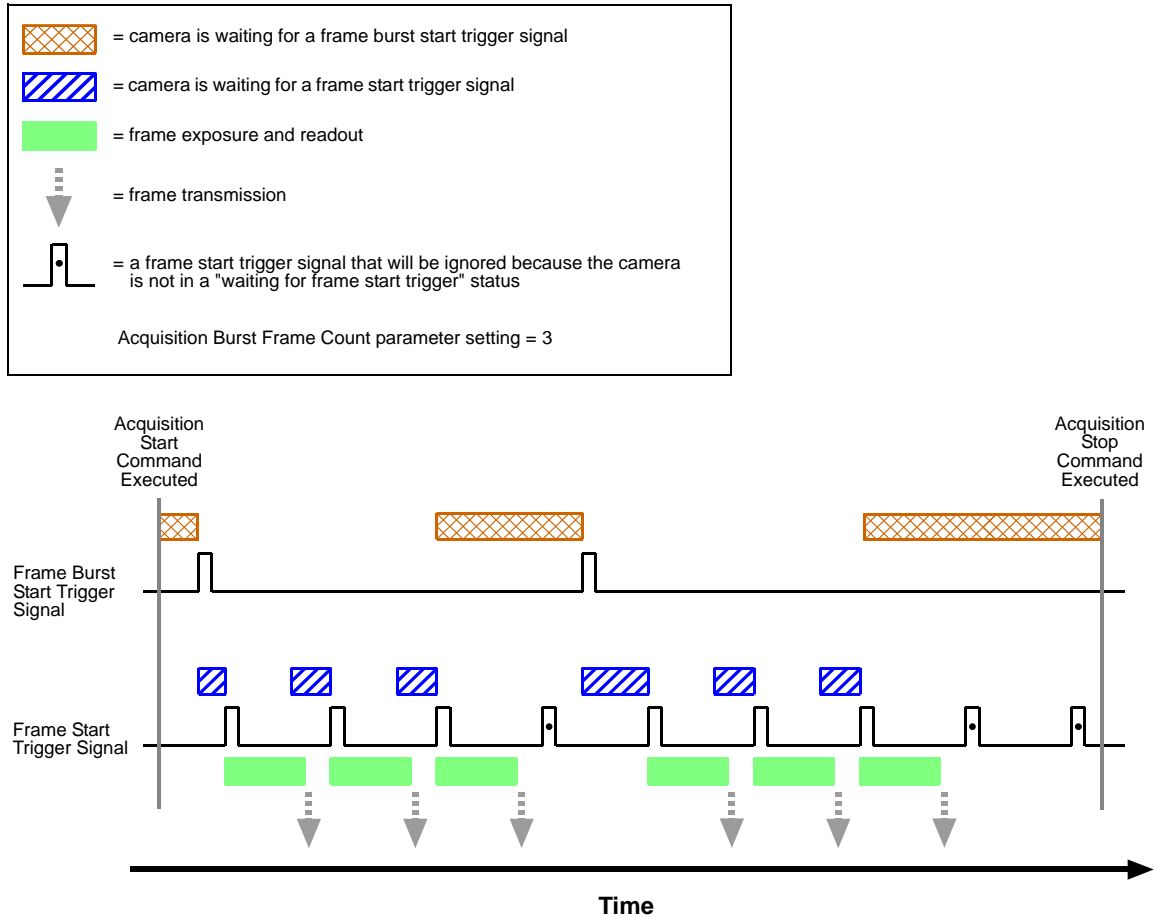 = camera is waiting for a frame burst start trigger signal
= camera is waiting for a frame start trigger signal
= frame exposure and readout
= frame transmission
= a frame start trigger signal that will be ignored because the camera
is not in a "waiting for frame start trigger" status
Acquisition Burst Frame Count parameter setting = 3
Acquisition
Start
Command
Executed
Acquisition
Stop
Command
Executed
Frame Burst
Start Trigger
Signal
Frame Start
Trigger Signal
Time